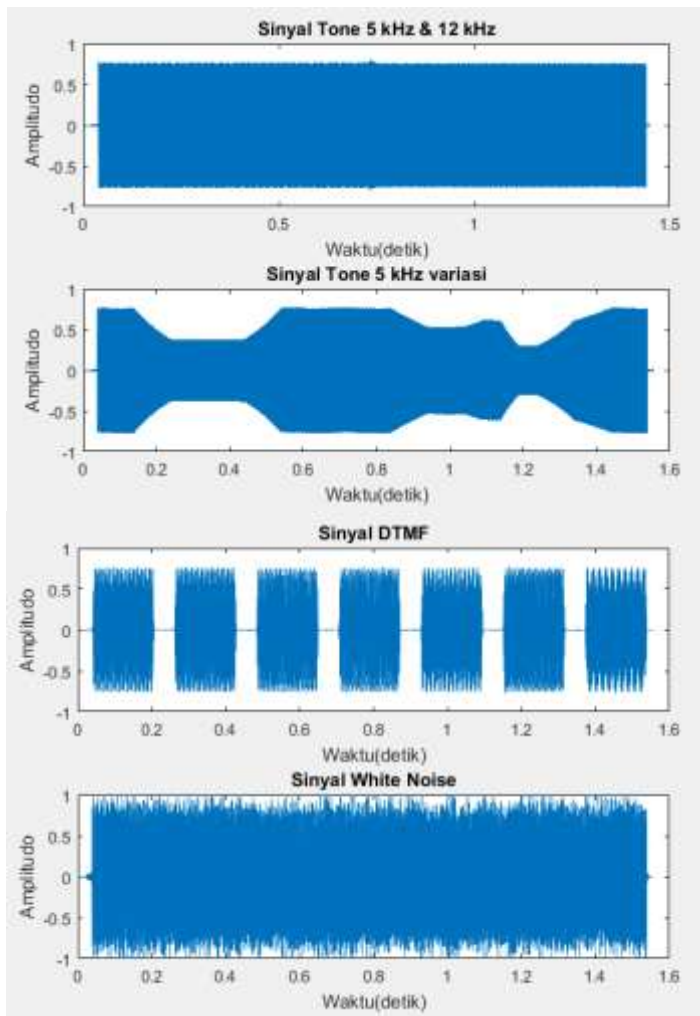 Sinyal Tone 5 kHz & 12 kHz
1
0.5
0
-0.5
-1
Amplitudo
0 0.5 1 1.5
Waktu(detik)
Sinyal Tone 5 kHz variasi
1
0.5
0
-0.5
-1
Amplitudo
0 0.2 0.4 0.6 0.8 1 1.2 1.4 1.6
Waktu(detik)
Sinyal DTMF
1
0.5
0
-0.5
-1
Amplitudo
0 0.2 0.4 0.6 0.8 1 1.2 1.4 1.6
Waktu(detik)
Sinyal White Noise
1
0.5
0
-0.5
-1
Amplitudo
0 0.2 0.4 0.6 0.8 1 1.2 1.4 1.6
Waktu(detik)